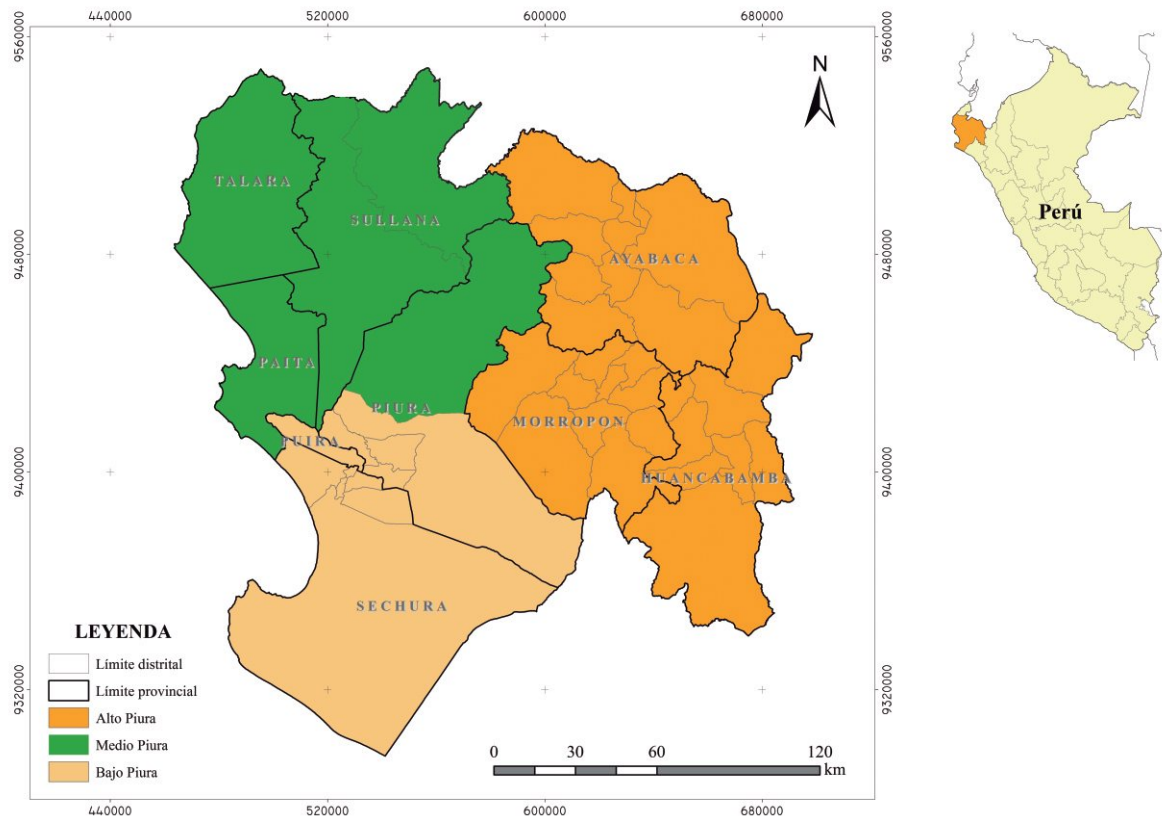 440000
520000
600000
680000
9560000
9560000
N
TALARA
SULLANA
Perú
9480000
AYABACA
9480000
PAITA
PIURA
MORROPON
PUIRA
9400000
HUANCABAMBA
9400000
SECHURA
LEYENDA
Límite distrital
Límite provincial
9320000
9320000
Alto Piura
Medio Piura
Bajo Piura
0 30 60 120
km
440000
520000
600000
680000